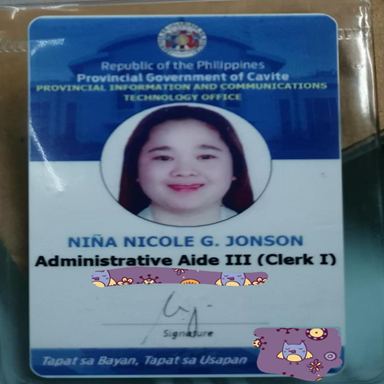 Republic of the Philippines
Provincial Government of Cavite
PROVINCIAL INFORMATION AND COMMUNICATIONS
TECHNOLOGY OFFICE
NIÑA NICOLE G. JONSON
Administrative Aide III (Clerk I)
Signature
Tapat sa Bayan, Tapat sa Usapan